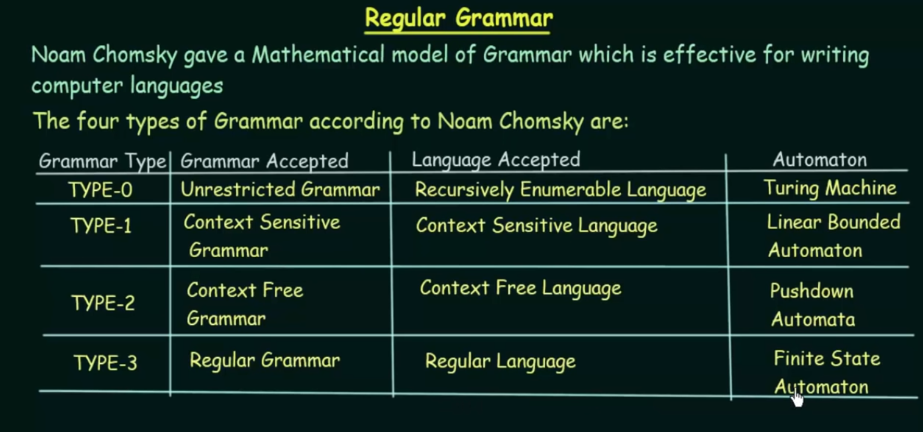 Regular Grammar
Noam Chomsky gave a Mathematical model of Grammar which is effective for writing
computer languages
The four types of Grammar according to Noam Chomsky are:
Grammar Type Grammar Accepted Language Accepted Automaton
TYPE-0 Unrestricted Grammar Recursively Enumerable Language Turing Machine
TYPE-1 Context Sensitive Grammar Context Sensitive Language Linear Bounded Automaton
TYPE-2 Context Free Grammar Context Free Language Pushdown Automata
TYPE-3 Regular Grammar Regular Language Finite State Automaton